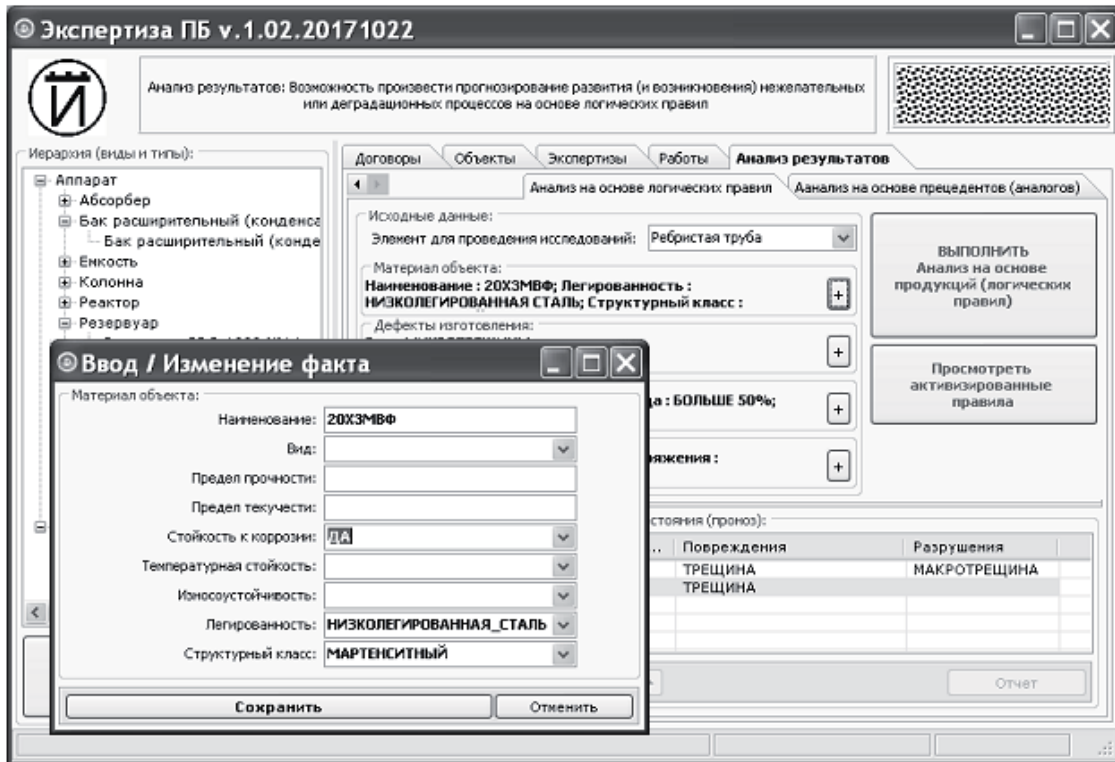 Экспертиза ПБ v.1.02.20171022
Анализ результатов: Возможность произвести прогнозирование развития (и возникновения) нежелательных
или деградационных процессов на основе логических правил
Иерархия (виды и типы):
Аппарат
Абсорбер
Бак расширительный (конденса
Бак расширительный (конде
Емкость
Колонна
Реактор
Резервуар
Договоры
Объекты
Экспертизы
Работы
Анализ результатов
Анализ на основе логических правил
Аанализ на основе прецедентов (аналогов)
Исходные данные:
Элемент для проведения исследований: Ребристая труба
Материал объекта:
Наименование : 20Х3МВФ; Легированность :
НИЗКОЛЕГИРОВАННАЯ СТАЛЬ; Структурный класс :
Дефекты изготовления:
да : БОЛЬШЕ 50%;
ряжения :
ВЫПОЛНИТЬ
Анализ на основе
продукций (логических
правил)
Просмотреть
активизированные
правила
стояния (проноз):
Повреждения
Разрушения
ТРЕЩИНА
МАКРОТРЕЩИНА
ТРЕЩИНА
Отчет
Ввод / Изменение факта
Материал объекта:
Наименование: 20Х3МВФ
Вид:
Предел прочности:
Предел текучести:
Стойкость к коррозии: ДА
Температурная стойкость:
Износоустойчивость:
Легированность: НИЗКОЛЕГИРОВАННАЯ_СТАЛЬ
Структурный класс: МАРТЕНСИТНЫЙ
Сохранить
Отменить